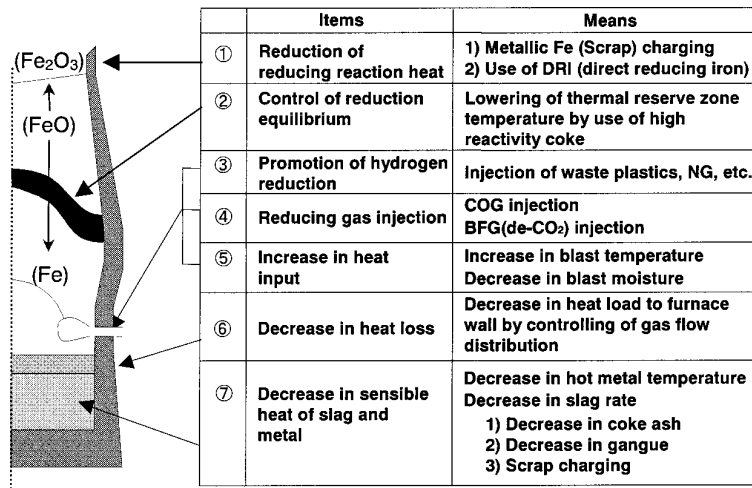 Items Means
(Fe₂O₃)
(FeO)
(Fe)
① Reduction of reducing reaction heat
1) Metallic Fe (Scrap) charging
2) Use of DRI (direct reducing iron)
② Control of reduction equilibrium
Lowering of thermal reserve zone
temperature by use of high
reactivity coke
③ Promotion of hydrogen reduction
Injection of waste plastics, NG, etc.
④ Reducing gas injection
COG injection
BFG(de-CO₂) injection
⑤ Increase in heat input
Increase in blast temperature
Decrease in blast moisture
⑥ Decrease in heat loss
Decrease in heat load to furnace
wall by controlling of gas flow
distribution
⑦ Decrease in sensible heat of slag and metal
Decrease in hot metal temperature
Decrease in slag rate
1) Decrease in coke ash
2) Decrease in gangue
3) Scrap charging